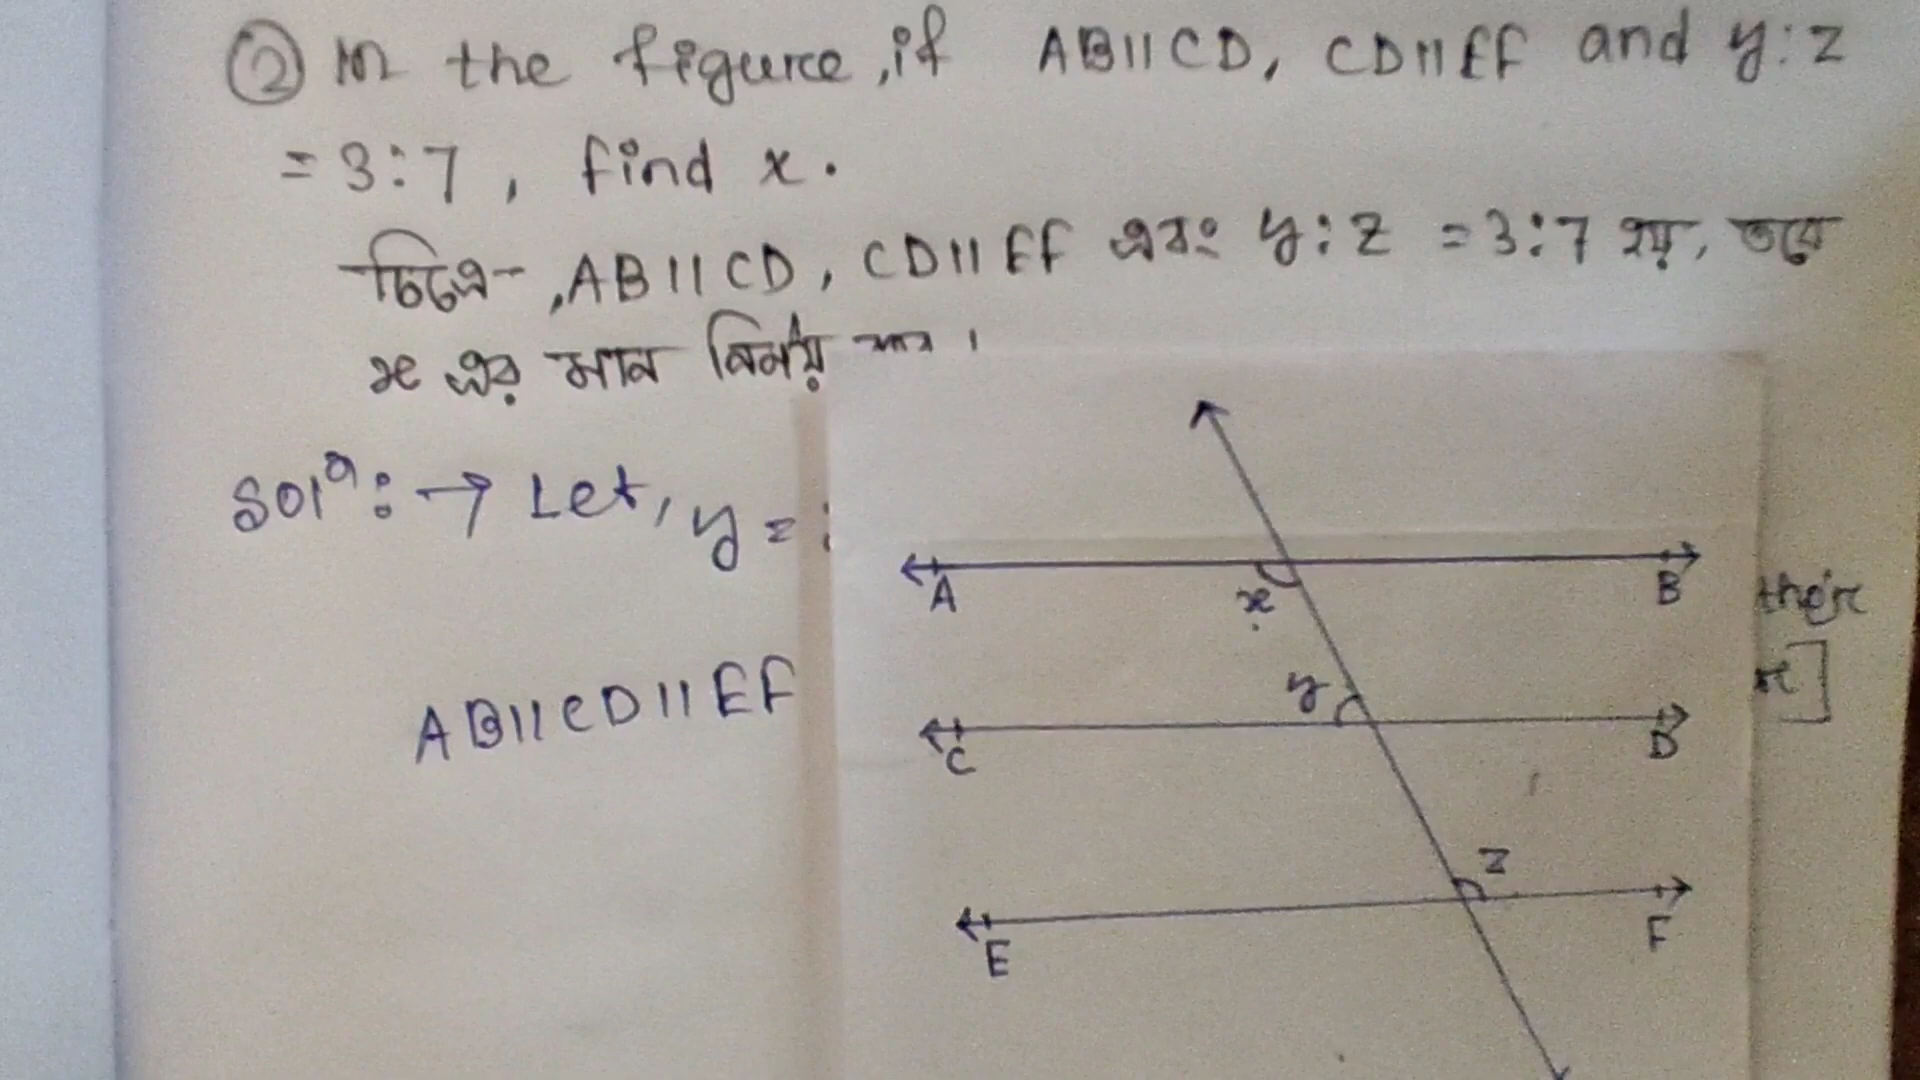 ② In the figure, if AB||CD, CD||EF and y:z
= 3:7, find x.
চিত্রে, AB||CD, CD||EF এবং y:z = 3:7 হয়, তবে
x এর মান নির্ণয় কর।
Solⁿ: → Let, y =
A
B
x
ther
AB||CD||EF
y
C
D
z
E
F